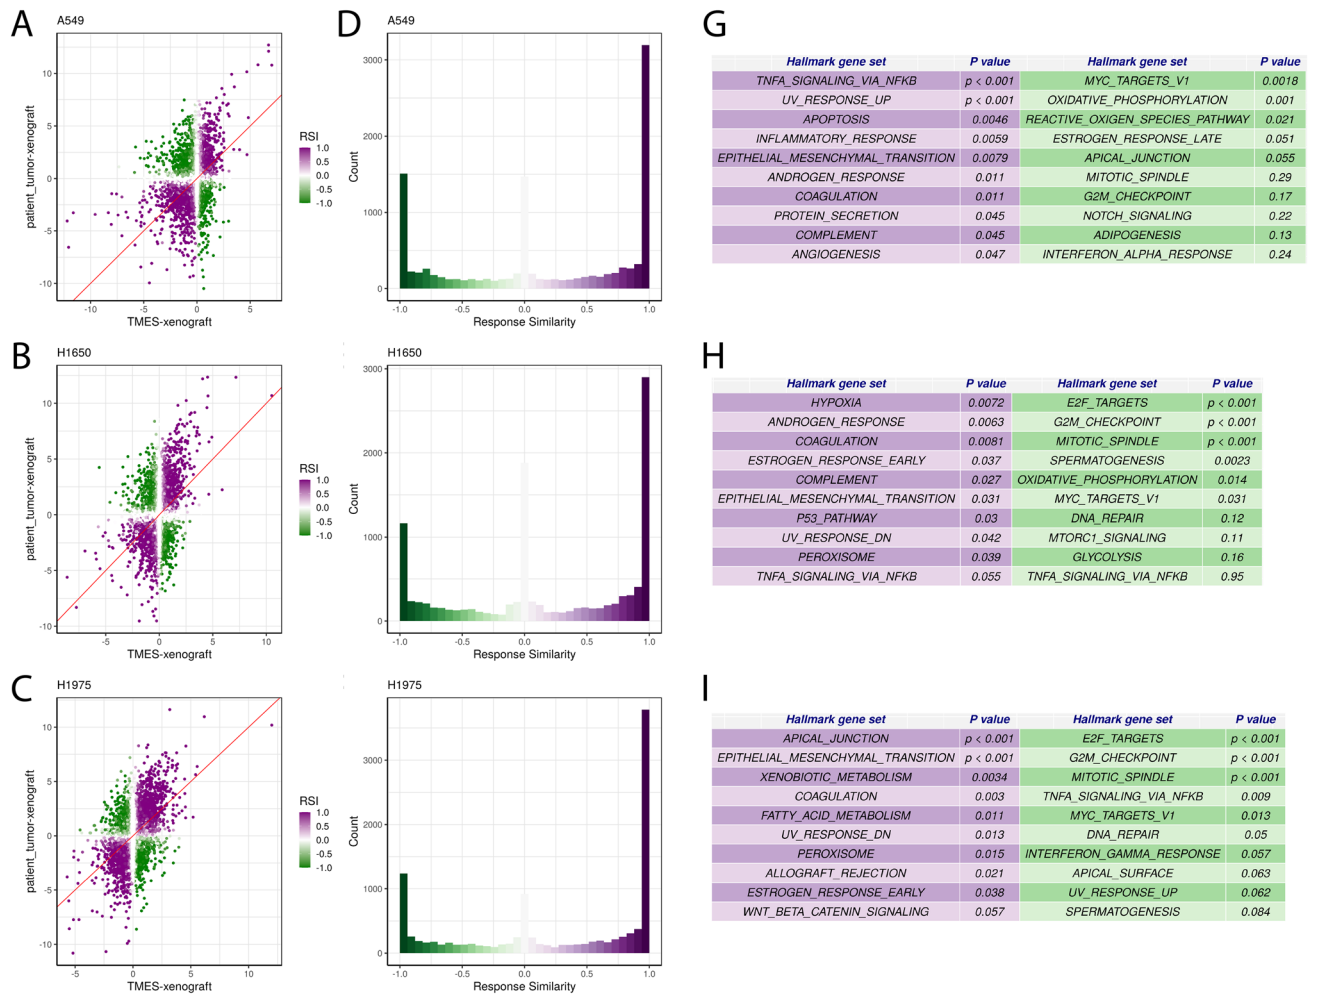 A
A549
patient_tumor-xenograft
10
5
0
-5
-10
-10
-5
0
5
TMES-xenograft
RSI
1.0
0.5
0.0
-0.5
-1.0
D
A549
Count
3000
2000
1000
0
-1.0
-0.5
0.0
0.5
1.0
Response Similarity
G
Hallmark gene set P value Hallmark gene set P value
TNFA_SIGNALING_VIA_NFKB p < 0.001 MYC_TARGETS_V1 0.0018
UV_RESPONSE_UP p < 0.001 OXIDATIVE_PHOSPHORYLATION 0.001
APOPTOSIS 0.0046 REACTIVE_OXIGEN_SPECIES_PATHWAY 0.021
INFLAMMATORY_RESPONSE 0.0059 ESTROGEN_RESPONSE_LATE 0.051
EPITHELIAL_MESENCHYMAL_TRANSITION 0.0079 APICAL_JUNCTION 0.055
ANDROGEN_RESPONSE 0.011 MITOTIC_SPINDLE 0.29
COAGULATION 0.011 G2M_CHECKPOINT 0.17
PROTEIN_SECRETION 0.045 NOTCH_SIGNALING 0.22
COMPLEMENT 0.045 ADIPOGENESIS 0.13
ANGIOGENESIS 0.047 INTERFERON_ALPHA_RESPONSE 0.24
B
H1650
patient_tumor-xenograft
10
5
0
-5
-10
-5
0
5
10
TMES-xenograft
RSI
1.0
0.5
0.0
-0.5
-1.0
H1650
Count
3000
2000
1000
0
-1.0
-0.5
0.0
0.5
1.0
Response Similarity
H
Hallmark gene set P value Hallmark gene set P value
HYPOXIA 0.0072 E2F_TARGETS p < 0.001
ANDROGEN_RESPONSE 0.0063 G2M_CHECKPOINT p < 0.001
COAGULATION 0.0081 MITOTIC_SPINDLE p < 0.001
ESTROGEN_RESPONSE_EARLY 0.037 SPERMATOGENESIS 0.0023
COMPLEMENT 0.027 OXIDATIVE_PHOSPHORYLATION 0.014
EPITHELIAL_MESENCHYMAL_TRANSITION 0.031 MYC_TARGETS_V1 0.031
P53_PATHWAY 0.03 DNA_REPAIR 0.12
UV_RESPONSE_DN 0.042 MTORC1_SIGNALING 0.11
PEROXISOME 0.039 GLYCOLYSIS 0.16
TNFA_SIGNALING_VIA_NFKB 0.055 TNFA_SIGNALING_VIA_NFKB 0.95
C
H1975
patient_tumor-xenograft
10
5
0
-5
-10
-5
0
5
10
TMES-xenograft
RSI
1.0
0.5
0.0
-0.5
-1.0
H1975
Count
3000
2000
1000
0
-1.0
-0.5
0.0
0.5
1.0
Response Similarity
I
Hallmark gene set P value Hallmark gene set P value
APICAL_JUNCTION p < 0.001 E2F_TARGETS p < 0.001
EPITHELIAL_MESENCHYMAL_TRANSITION p < 0.001 G2M_CHECKPOINT p < 0.001
XENOBIOTIC_METABOLISM 0.0034 MITOTIC_SPINDLE p < 0.001
COAGULATION 0.003 TNFA_SIGNALING_VIA_NFKB 0.009
FATTY_ACID_METABOLISM 0.011 MYC_TARGETS_V1 0.013
UV_RESPONSE_DN 0.013 DNA_REPAIR 0.05
PEROXISOME 0.015 INTERFERON_GAMMA_RESPONSE 0.057
ALLOGRAFT_REJECTION 0.021 APICAL_SURFACE 0.063
ESTROGEN_RESPONSE_EARLY 0.038 UV_RESPONSE_UP 0.062
WNT_BETA_CATENIN_SIGNALING 0.057 SPERMATOGENESIS 0.084